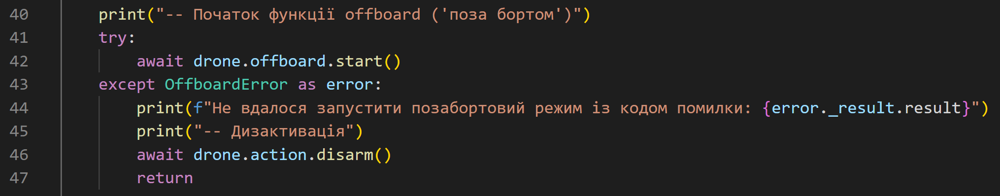 40 print("-- Початок функції offboard ('поза бортом')")
41 try:
42 await drone.offboard.start()
43 except OffboardError as error:
44 print(f"Не вдалося запустити позабортовий режим із кодом помилки: {error._result.result}")
45 print("-- Дизактивація")
46 await drone.action.disarm()
47 return